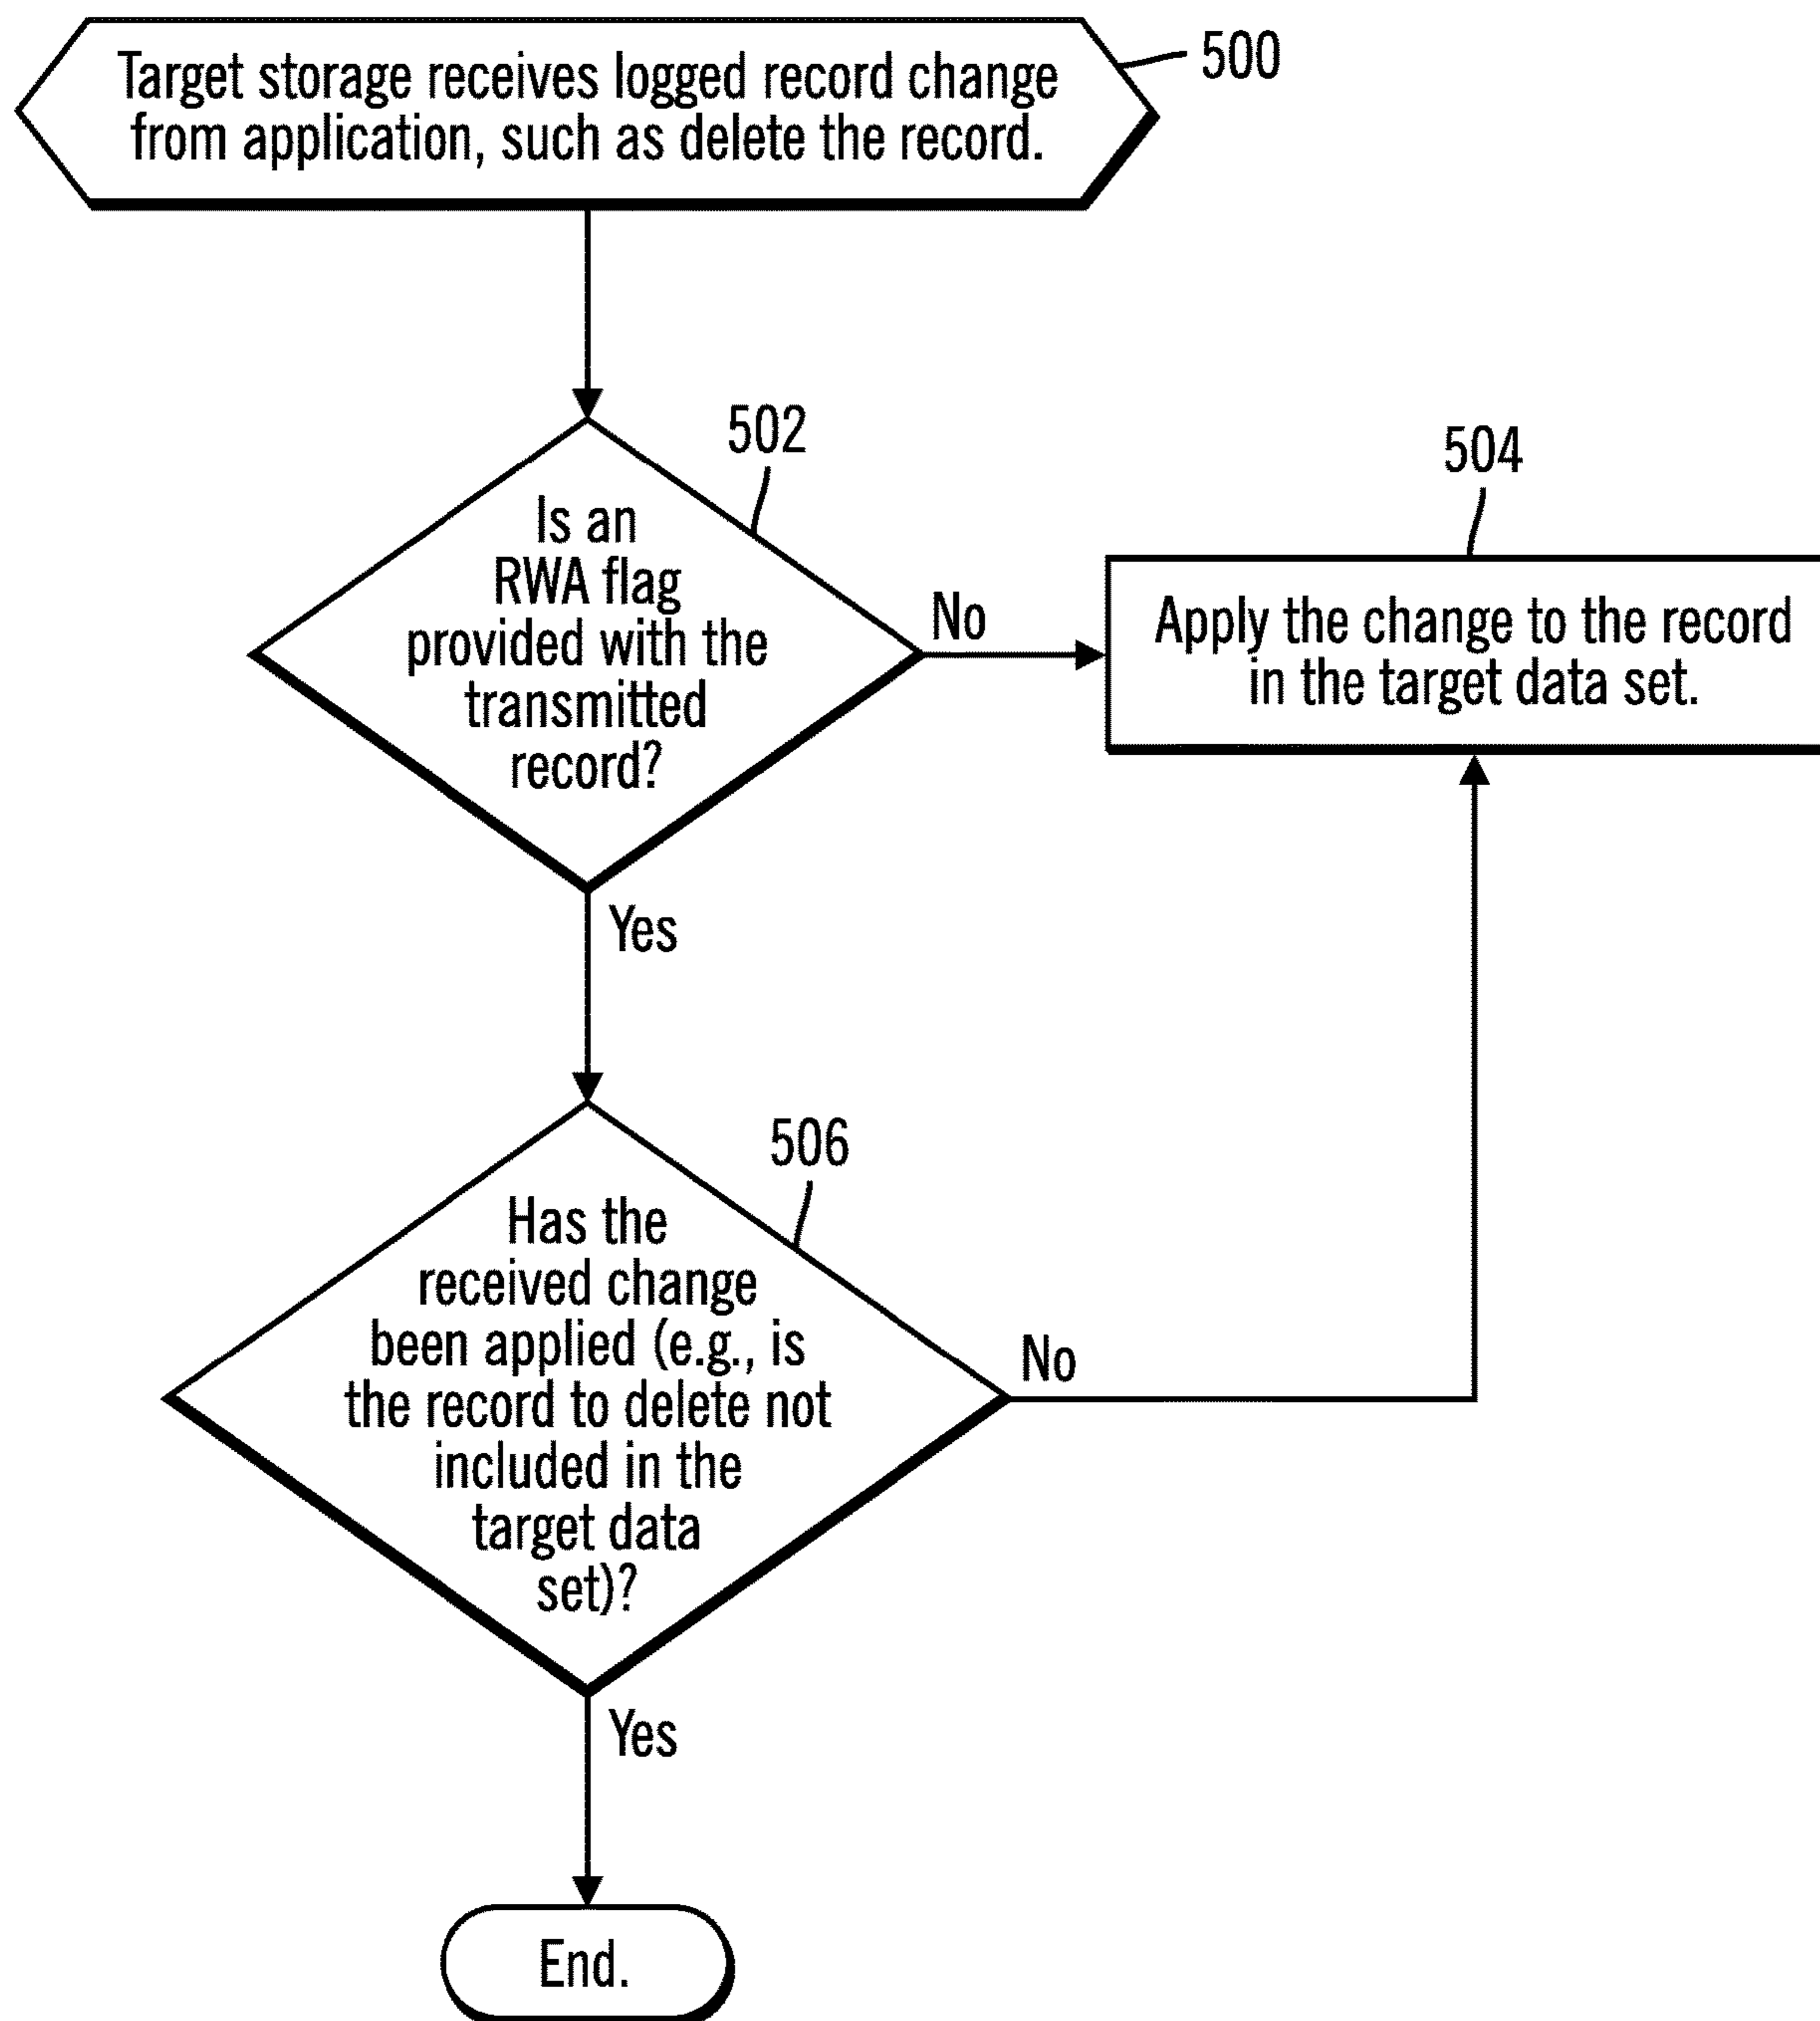 Target storage receives logged record change
from application, such as delete the record.
500
502
Is an
RWA flag
provided with the
transmitted
record?
No
504
Apply the change to the record
in the target data set.
Yes
506
Has the
received change
been applied (e.g., is
the record to delete not
included in the
target data
set)?
No
Yes
End.